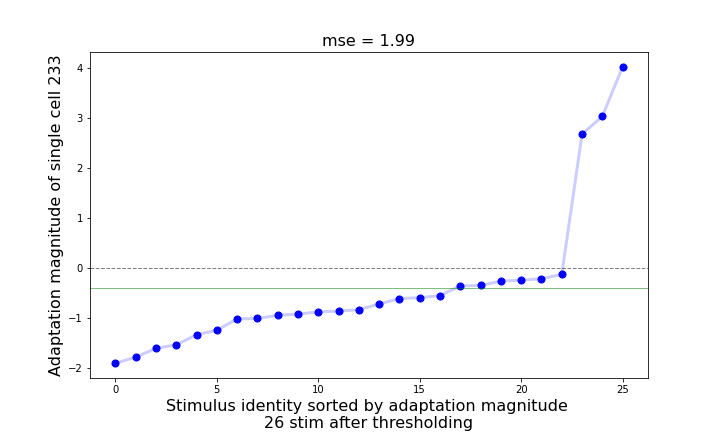 mse = 1.99
Adaptation magnitude of single cell 233
4
3
2
1
0
−1
−2
0 5 10 15 20 25
Stimulus identity sorted by adaptation magnitude
26 stim after thresholding